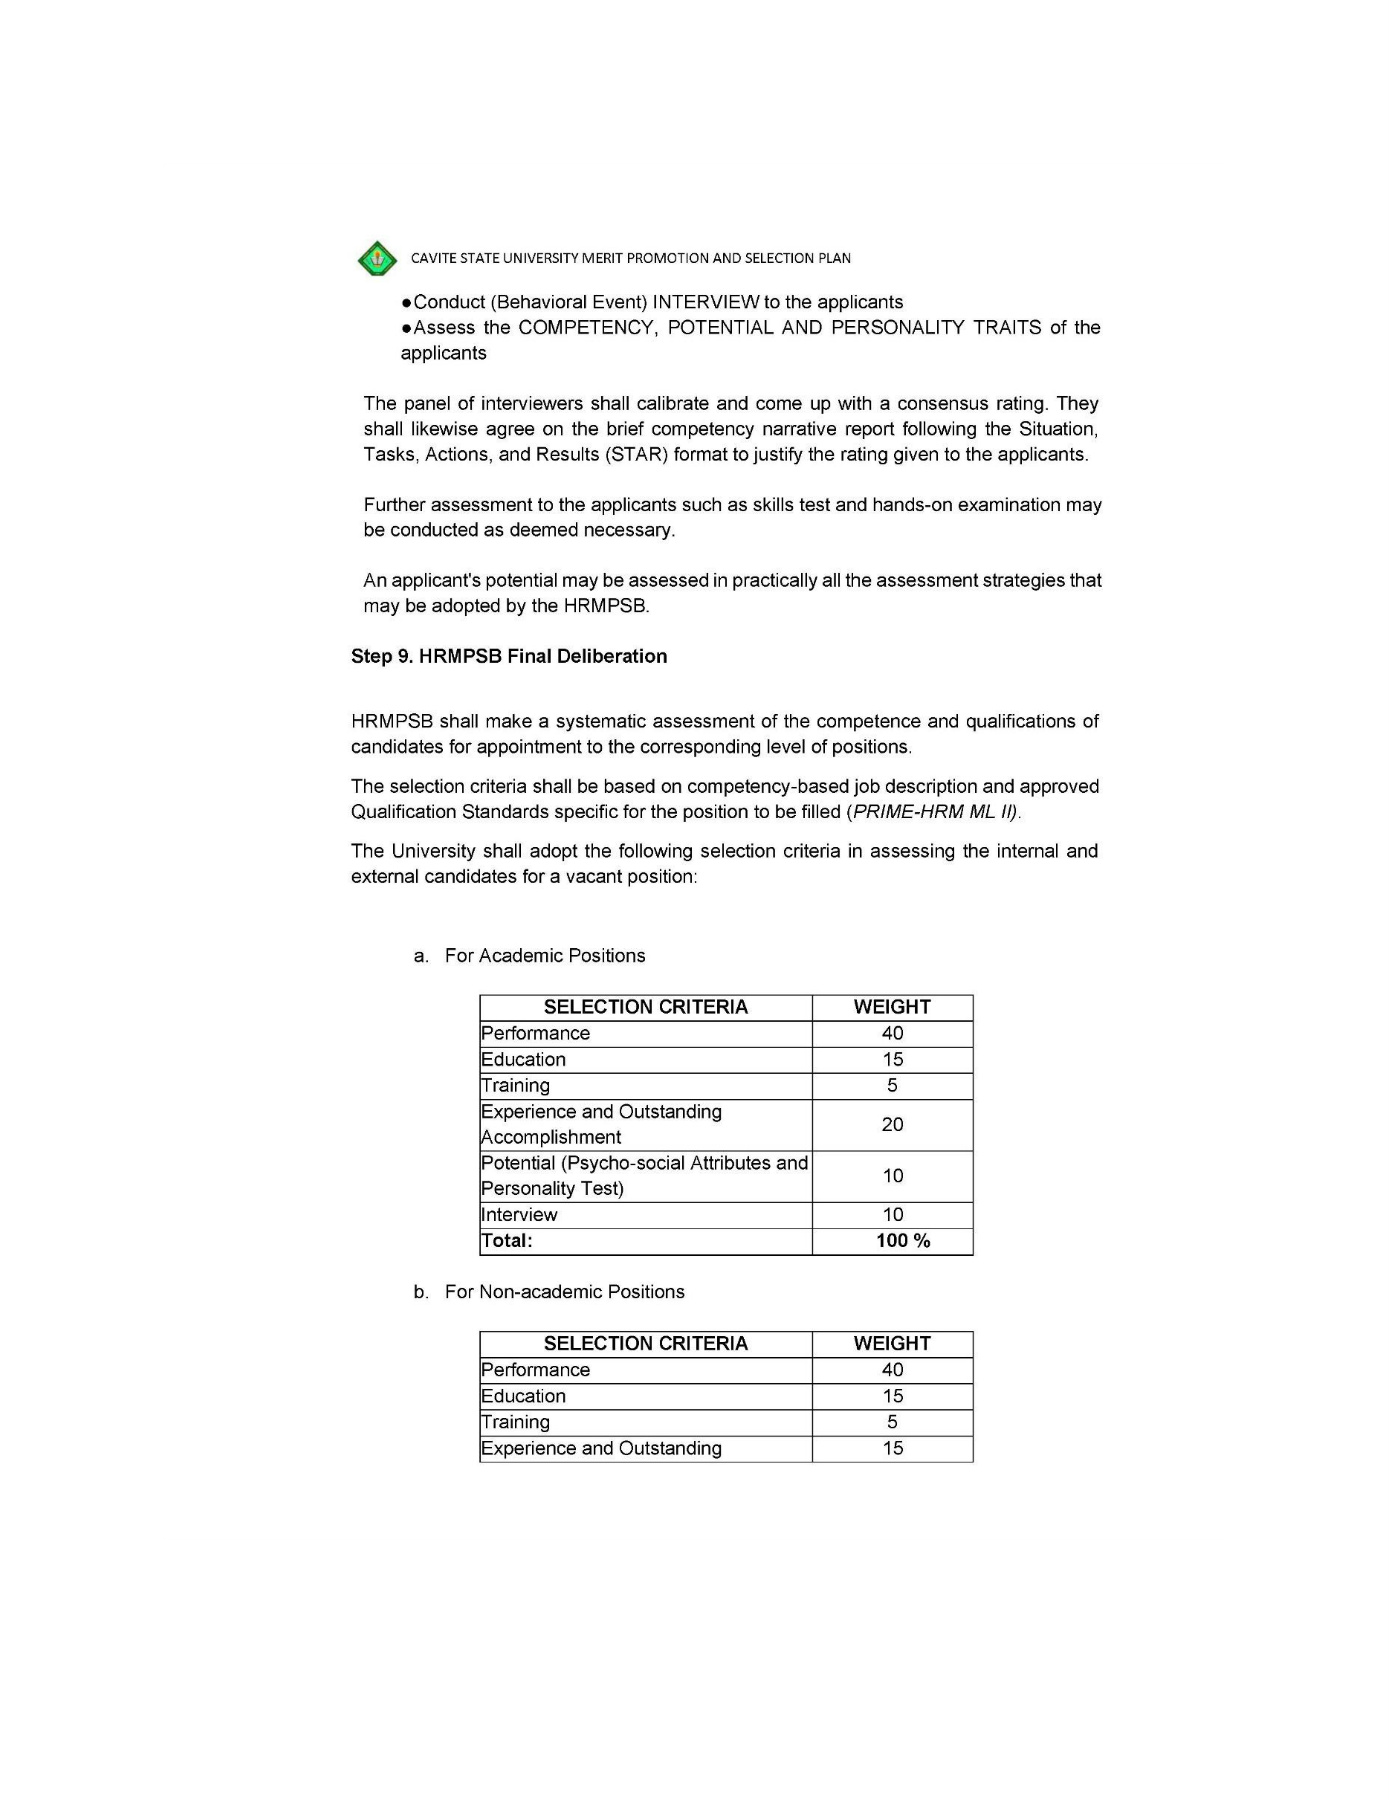 CAVITE STATE UNIVERSITY MERIT PROMOTION AND SELECTION PLAN
●Conduct (Behavioral Event) INTERVIEW to the applicants
●Assess the COMPETENCY, POTENTIAL AND PERSONALITY TRAITS of the
applicants
The panel of interviewers shall calibrate and come up with a consensus rating. They
shall likewise agree on the brief competency narrative report following the Situation,
Tasks, Actions, and Results (STAR) format to justify the rating given to the applicants.
Further assessment to the applicants such as skills test and hands-on examination may
be conducted as deemed necessary.
An applicant's potential may be assessed in practically all the assessment strategies that
may be adopted by the HRMPSB.
Step 9. HRMPSB Final Deliberation
HRMPSB shall make a systematic assessment of the competence and qualifications of
candidates for appointment to the corresponding level of positions.
The selection criteria shall be based on competency-based job description and approved
Qualification Standards specific for the position to be filled (PRIME-HRM ML II).
The University shall adopt the following selection criteria in assessing the internal and
external candidates for a vacant position:
a. For Academic Positions
SELECTION CRITERIA WEIGHT
Performance 40
Education 15
Training 5
Experience and Outstanding
Accomplishment 20
Potential (Psycho-social Attributes and
Personality Test) 10
Interview 10
Total: 100 %
b. For Non-academic Positions
SELECTION CRITERIA WEIGHT
Performance 40
Education 15
Training 5
Experience and Outstanding 15